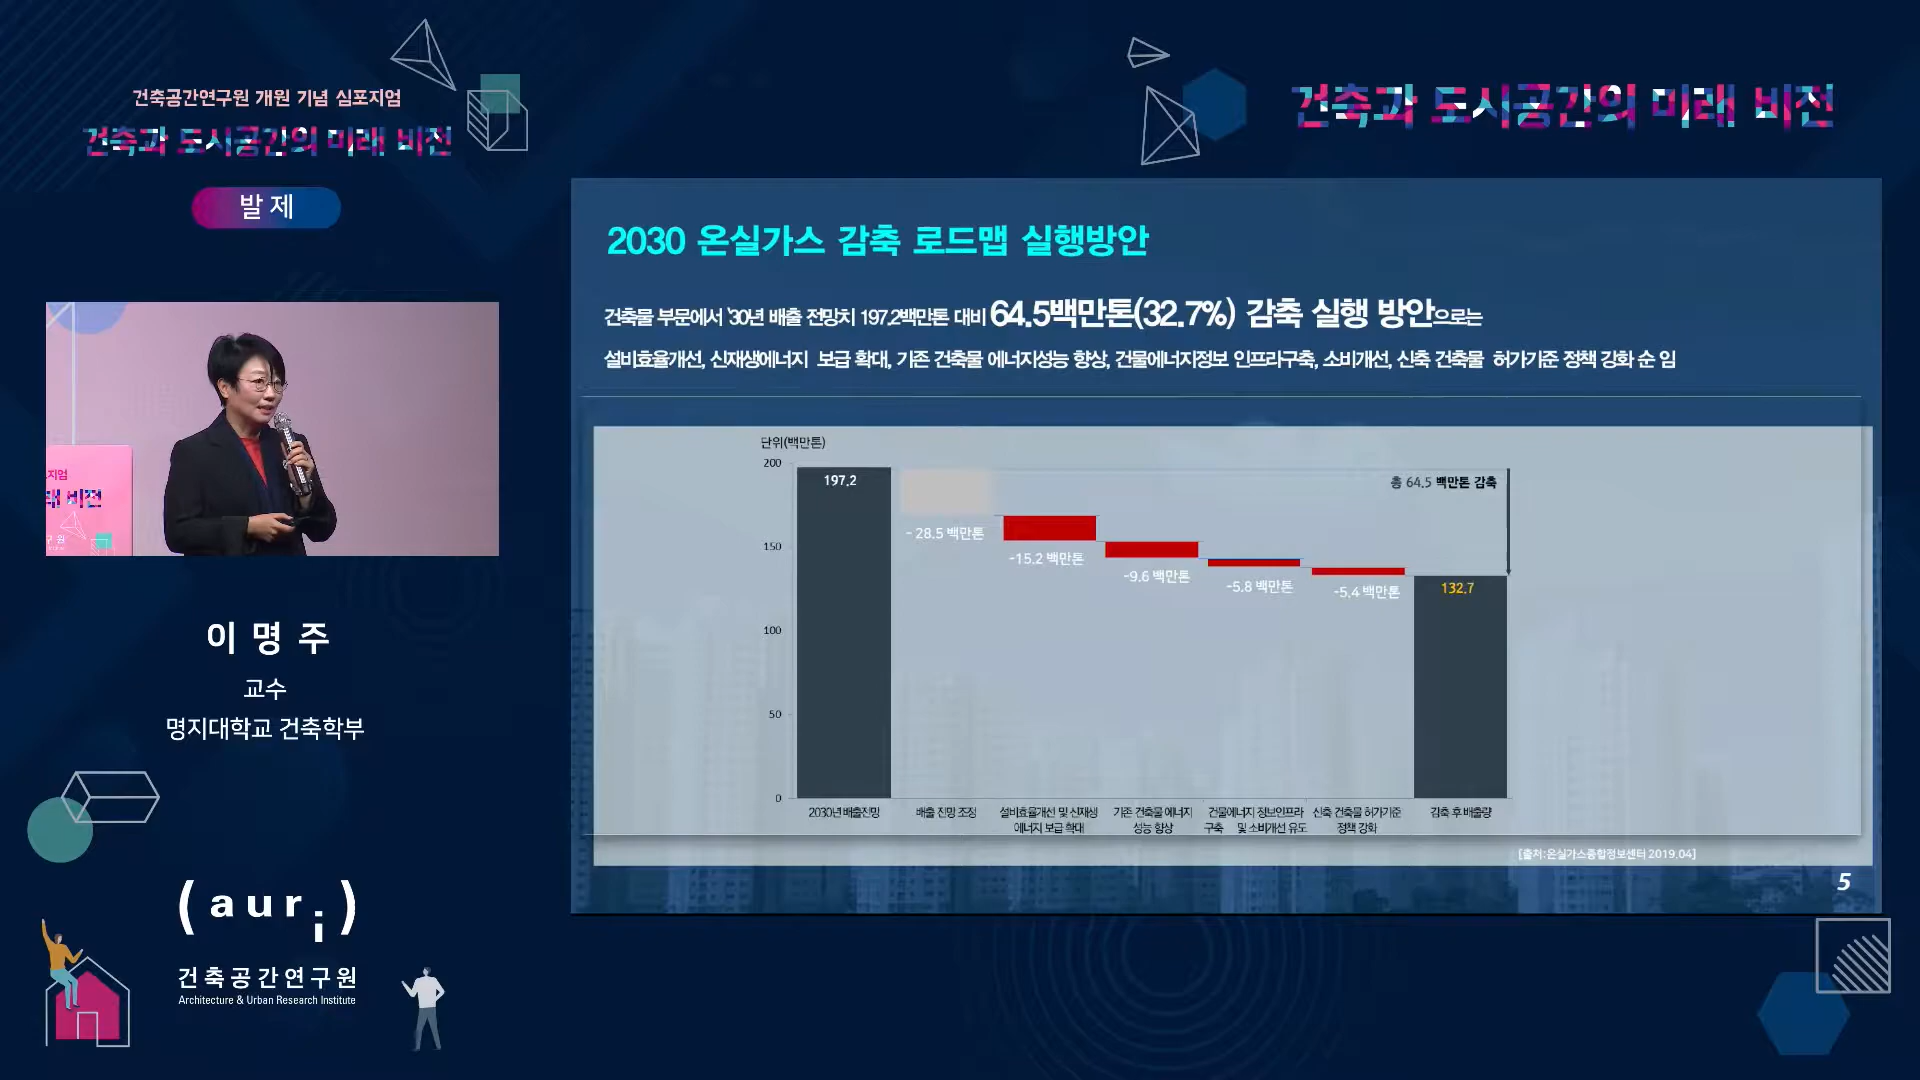 건축공간연구원 개원 기념 심포지엄
건축과 도시공간의 미래 비전
발 제
지엄
래 비전
구 원
이 명 주
교수
명지대학교 건축학부
(auri)
건축공간연구원
Architecture & Urban Research Institute
건축과 도시공간의 미래 비전
2030 온실가스 감축 로드맵 실행방안
건축물 부문에서 '30년 배출 전망치 197.2백만톤 대비 64.5백만톤(32.7%) 감축 실행 방안으로는
설비효율개선, 신재생에너지 보급 확대, 기존 건축물 에너지성능 향상, 건물에너지정보 인프라구축, 소비개선, 신축 건축물 허가기준 정책 강화 순 임
단위(백만톤)
200
150
100
50
0
197.2
- 28.5 백만톤
-15.2 백만톤
-9.6 백만톤
-5.8 백만톤
-5.4 백만톤
132.7
총 64.5 백만톤 감축
2030년 배출전망
배출 전망 조정
설비효율개선 및 신재생
에너지 보급 확대
기존 건축물 에너지
성능 향상
건물에너지 정보인프라
구축 및 소비개선 유도
신축 건축물 허가기준
정책 강화
감축 후 배출량
[출처:온실가스종합정보센터 2019.04]
5